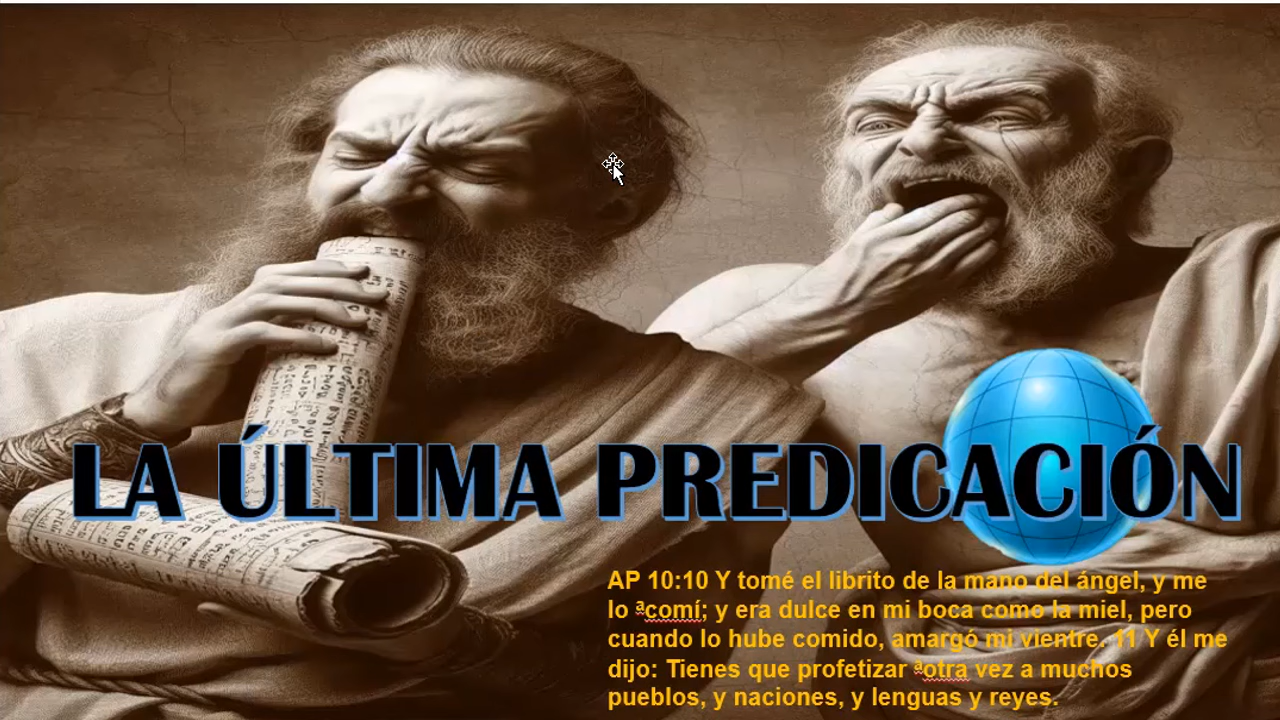 LA ÚLTIMA PREDICACIÓN
AP 10:10 Y tomé el librito de la mano del ángel, y me
lo ªcomí; y era dulce en mi boca como la miel, pero
cuando lo hube comido, amargó mi vientre. 11 Y él me
dijo: Tienes que profetizar ªotra vez a muchos
pueblos, y naciones, y lenguas y reyes.